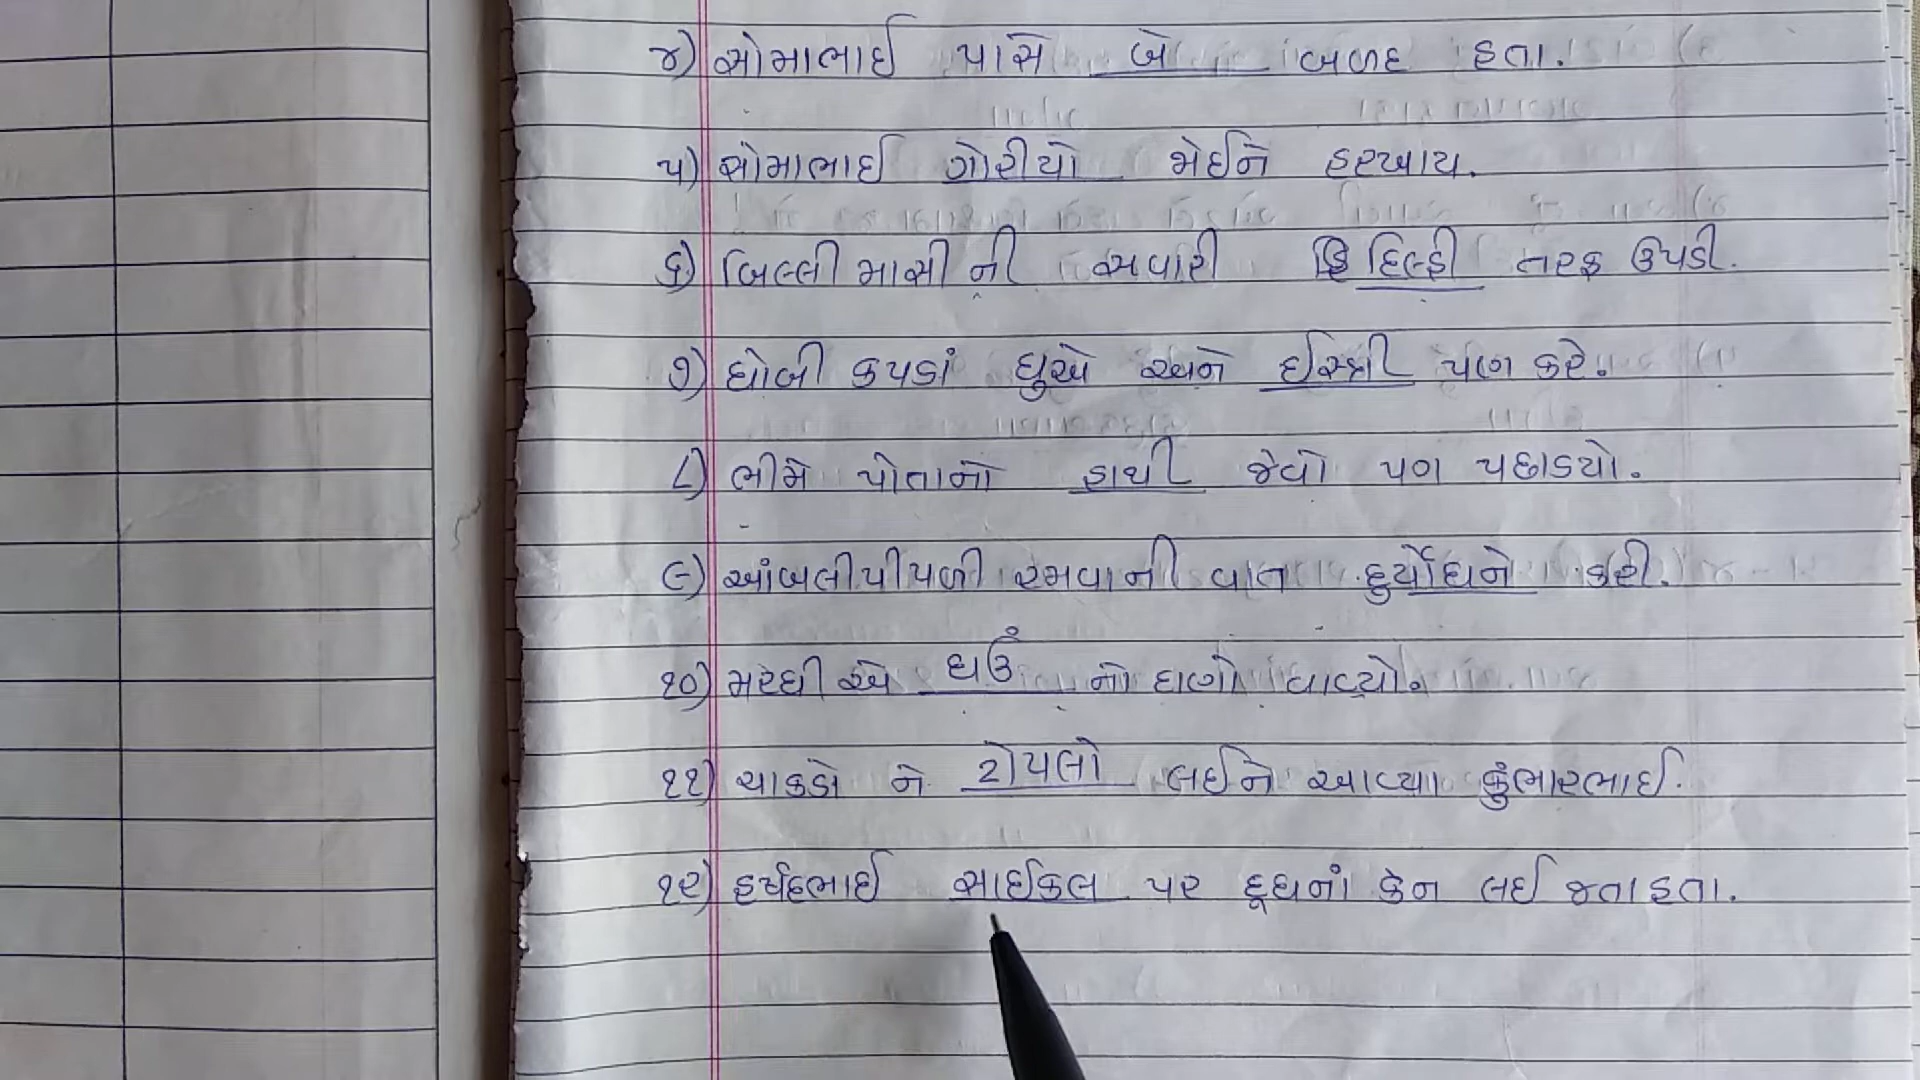 ૪) સોમાભાઈ પાસે બે બળદ હતા.
૫) સોમાભાઈ ગોરીયો જોઈને હરખાય.
૬) બિલ્લીમાસી ની સવારી દિલ્હી તરફ ઉપડી.
૭) ધોબી કપડાં ધુએ અને ઈસ્ત્રી પણ કરે.
૮) ભીમે પોતાનો હાથી જેવો પગ પછાડયો.
૯) આંબલીપીપળી રમવાની વાત દુર્યોધને કરી.
૧૦) મરઘી એ ઘઉં નો દાણો વાવ્યો.
૧૧) ચાકડો ને ટોપલો લઈને આવ્યા કુંભારભાઈ.
૧૨) હર્ષદભાઈ સાઈકલ પર દૂધનાં કેન લઈ જતા હતા.